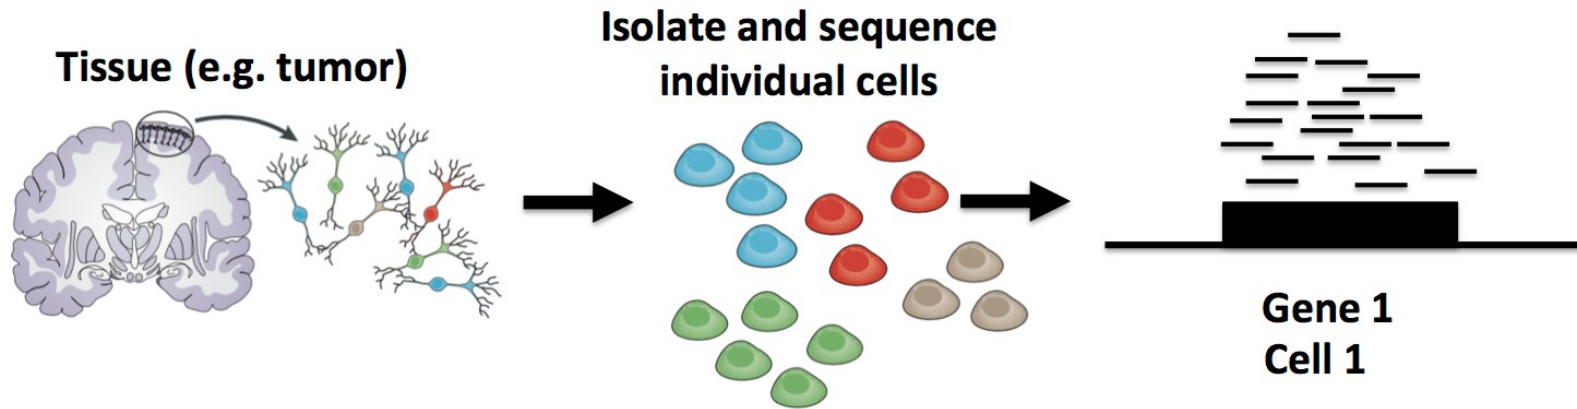 Tissue (e.g. tumor)
Isolate and sequence
individual cells
Gene 1
Cell 1